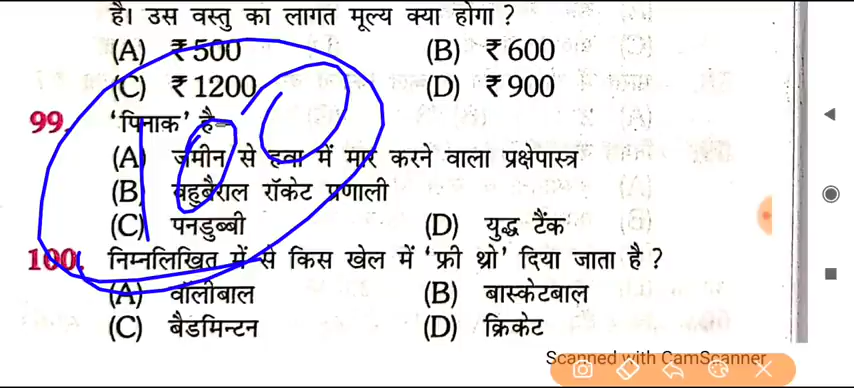 है। उस वस्तु का लागत मूल्य क्या होगा ?
(A) ₹ 500 (B) ₹ 600
(C) ₹ 1200 (D) ₹ 900
99. 'पिनाक' है–
(A) जमीन से हवा में मार करने वाला प्रक्षेपास्त्र
(B) बहुबैराल रॉकेट प्रणाली
(C) पनडुब्बी (D) युद्ध टैंक
100. निम्नलिखित में से किस खेल में 'फ्री थ्रो' दिया जाता है ?
(A) वॉलीबाल (B) बास्केटबाल
(C) बैडमिन्टन (D) क्रिकेट
Scanned with CamScanner